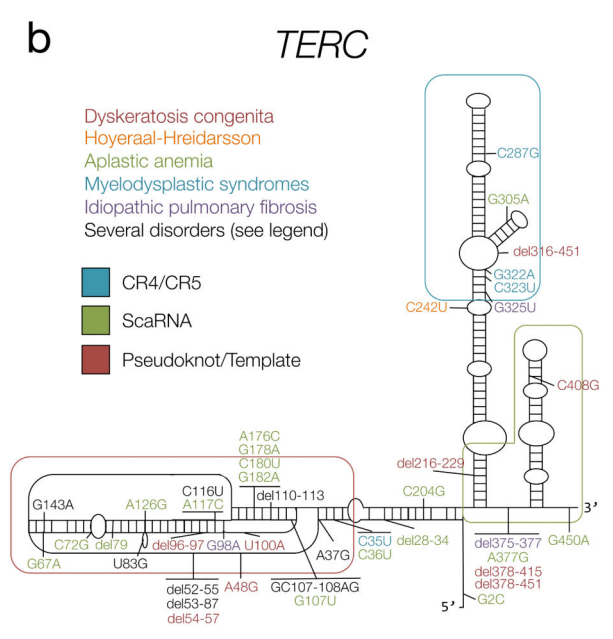 b
TERC
Dyskeratosis congenita
Hoyeraal-Hreidarsson
Aplastic anemia
Myelodysplastic syndromes
Idiopathic pulmonary fibrosis
Several disorders (see legend)
CR4/CR5
ScaRNA
Pseudoknot/Template
C287G
G305A
del316-451
G322A
C323U
C242U
G325U
C408G
A176C
G178A
C180U
G182A
del216-229
C116U
A117C
del110-113
G143A
A126G
C204G
3'
C72G
del79
del96-97
G98A
U100A
C35U
C36U
del28-34
del375-377
A377G
del378-415
del378-451
G450A
G67A
U83G
A37G
del52-55
del53-87
del54-57
A48G
GC107-108AG
G107U
G2C
5'